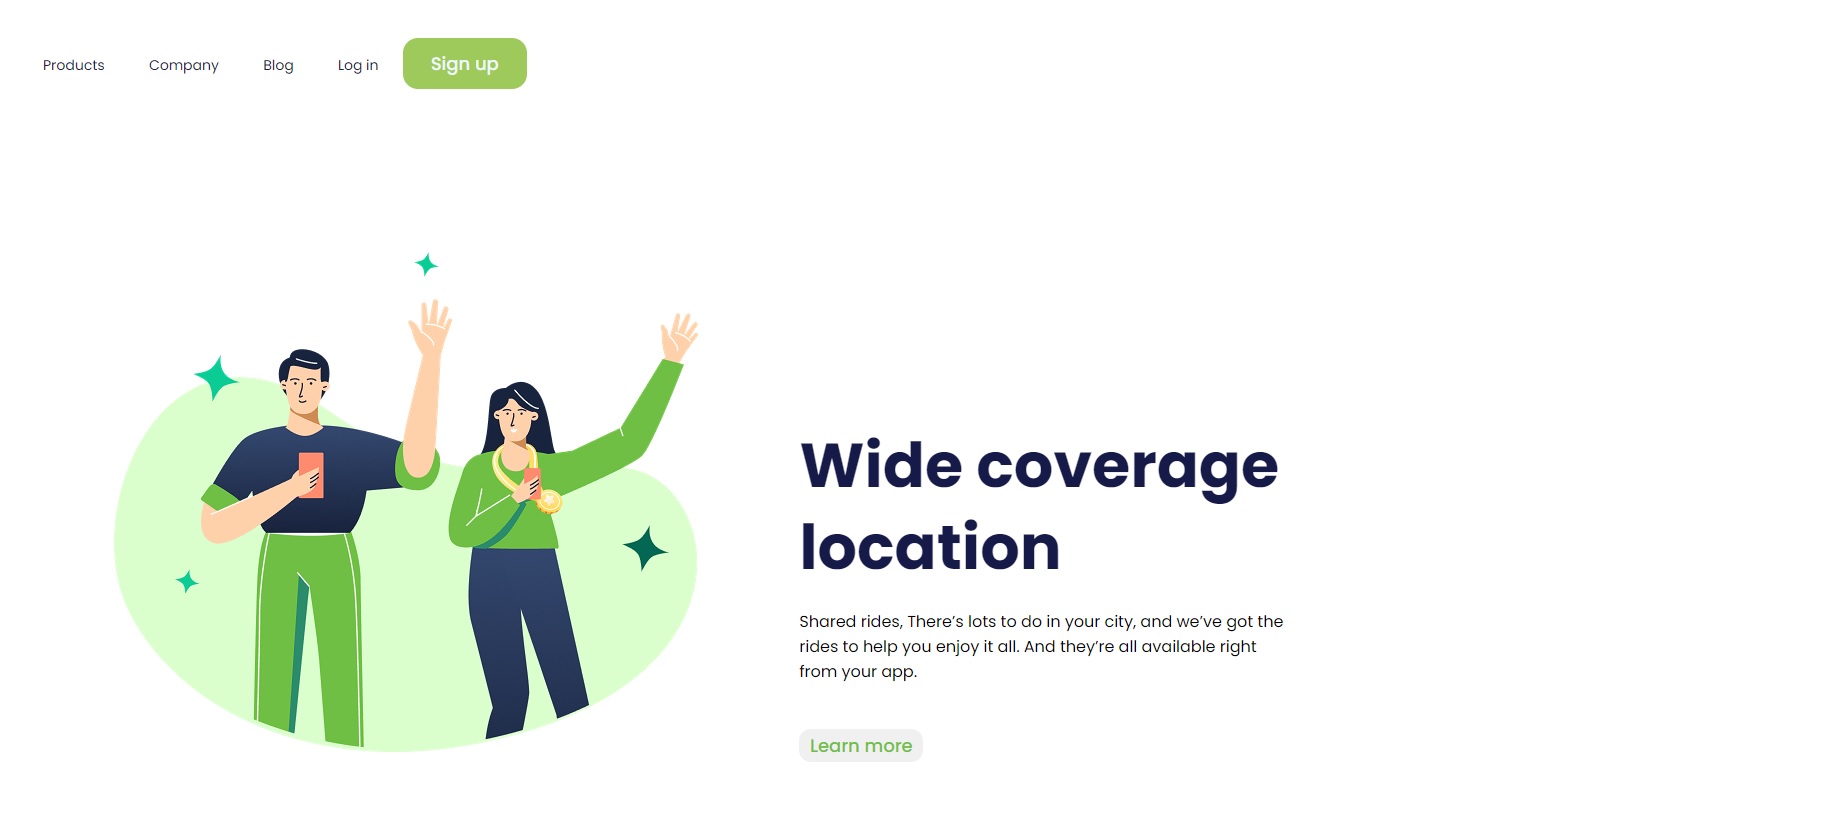 Products Company Blog Log in Sign up
Wide coverage
location
Shared rides, There’s lots to do in your city, and we’ve got the
rides to help you enjoy it all. And they’re all available right
from your app.
Learn more